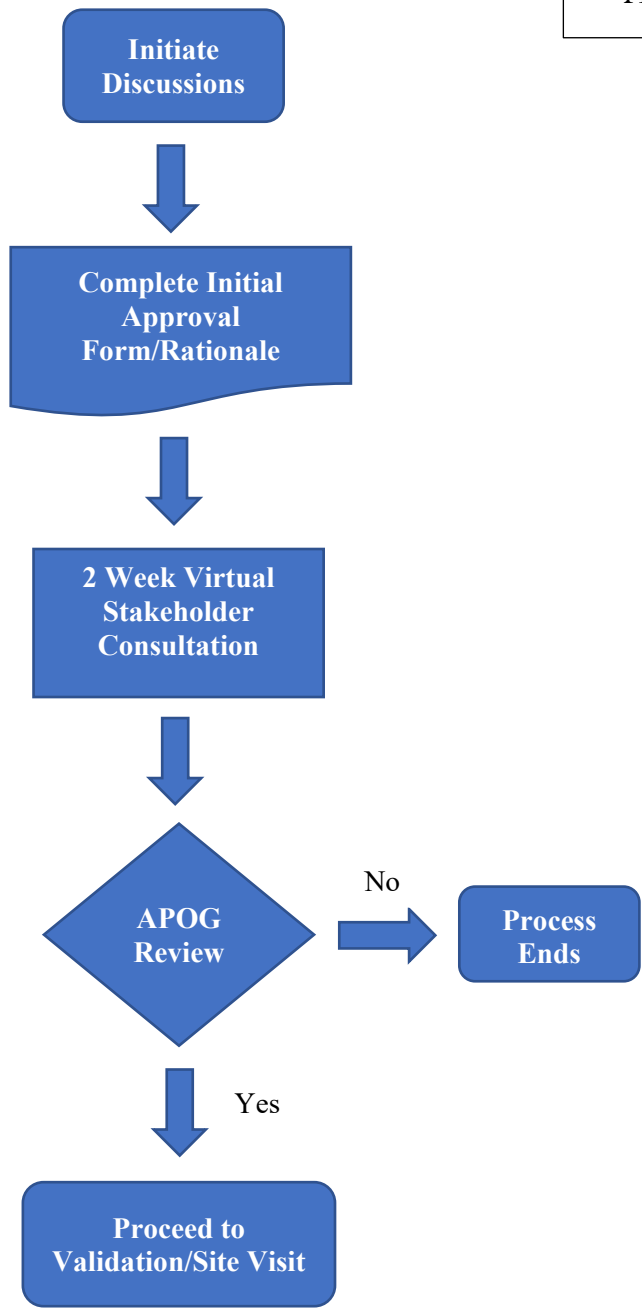 Initiate
Discussions
Complete Initial
Approval
Form/Rationale
2 Week Virtual
Stakeholder
Consultation
APOG
Review
No
Process
Ends
Yes
Proceed to
Validation/Site Visit